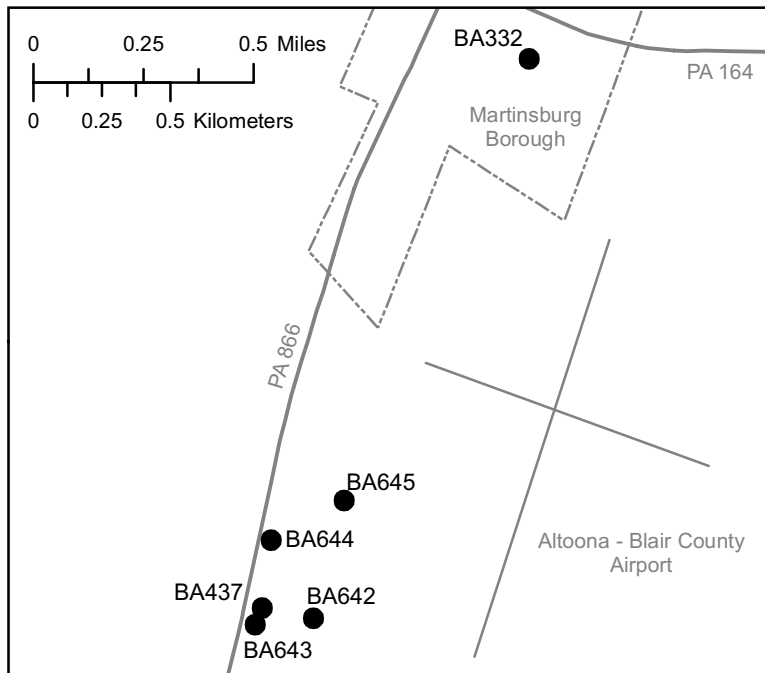 0 0.25 0.5 Miles
0 0.25 0.5 Kilometers
BA332
PA 164
Martinsburg
Borough
PA 866
BA645
BA644
Altoona - Blair County
Airport
BA437
BA642
BA643